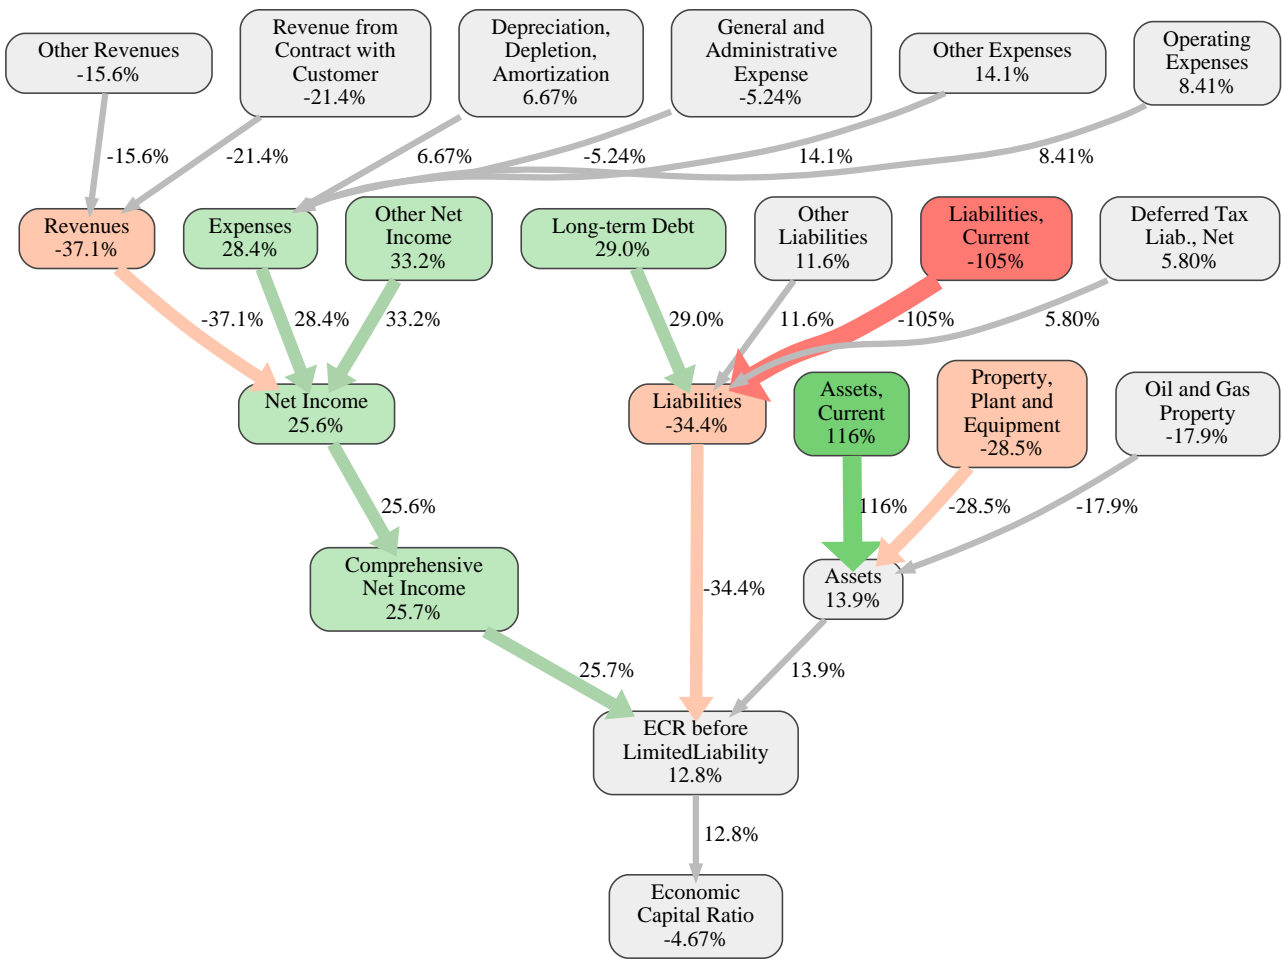 Other Revenues
-15.6%
Revenue from
Contract with
Customer
-21.4%
Depreciation,
Depletion,
Amortization
6.67%
General and
Administrative
Expense
-5.24%
Other Expenses
14.1%
Operating
Expenses
8.41%
-15.6%
-21.4%
6.67%
-5.24%
14.1%
8.41%
Revenues
-37.1%
Expenses
28.4%
Other Net
Income
33.2%
Long-term Debt
29.0%
Other
Liabilities
11.6%
Liabilities,
Current
-105%
Deferred Tax
Liab., Net
5.80%
-37.1%
28.4%
33.2%
29.0%
11.6%
-105%
5.80%
Net Income
25.6%
Liabilities
-34.4%
Assets,
Current
116%
Property,
Plant and
Equipment
-28.5%
Oil and Gas
Property
-17.9%
25.6%
116%
-28.5%
-17.9%
Comprehensive
Net Income
25.7%
-34.4%
Assets
13.9%
25.7%
13.9%
ECR before
LimitedLiability
12.8%
12.8%
Economic
Capital Ratio
-4.67%